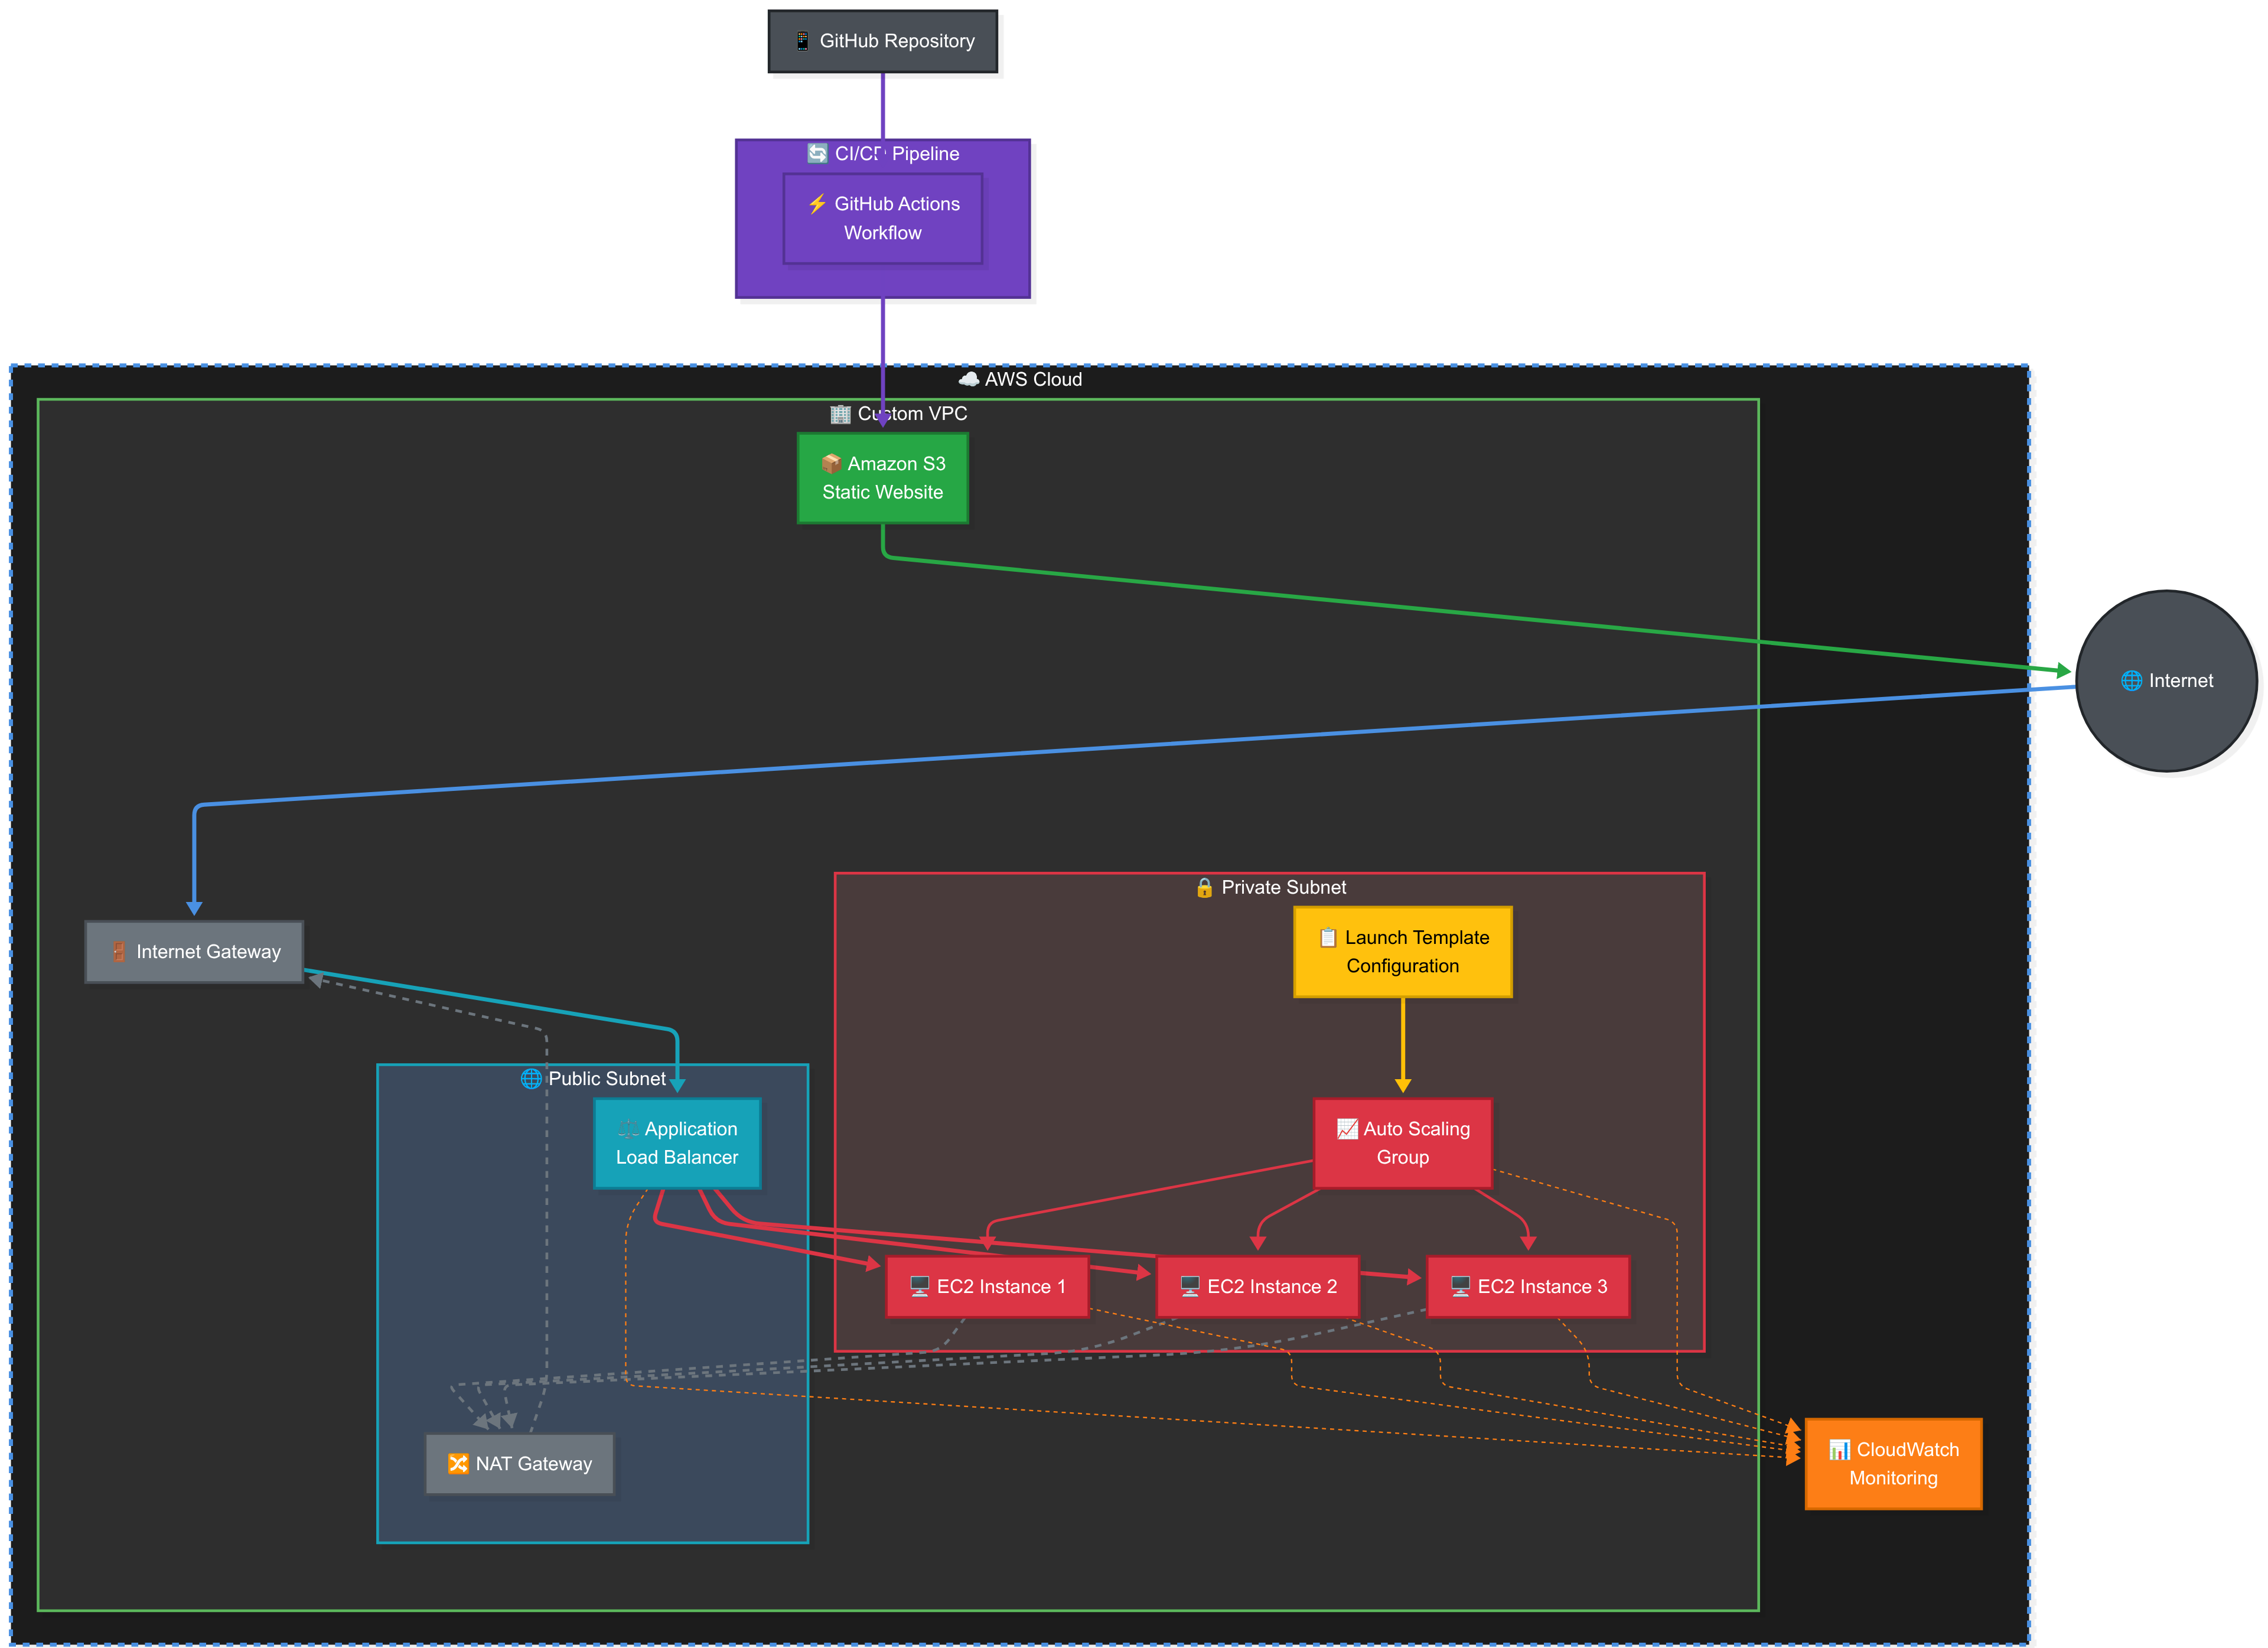 📱 GitHub Repository
🔄 CI/CD Pipeline
⚡ GitHub Actions
Workflow
☁️ AWS Cloud
🏢 Custom VPC
📦 Amazon S3
Static Website
🌐 Internet
🔒 Private Subnet
📋 Launch Template
Configuration
🚪 Internet Gateway
🌐 Public Subnet
⚖️ Application
Load Balancer
📈 Auto Scaling
Group
🖥️ EC2 Instance 1
🖥️ EC2 Instance 2
🖥️ EC2 Instance 3
🔀 NAT Gateway
📊 CloudWatch
Monitoring